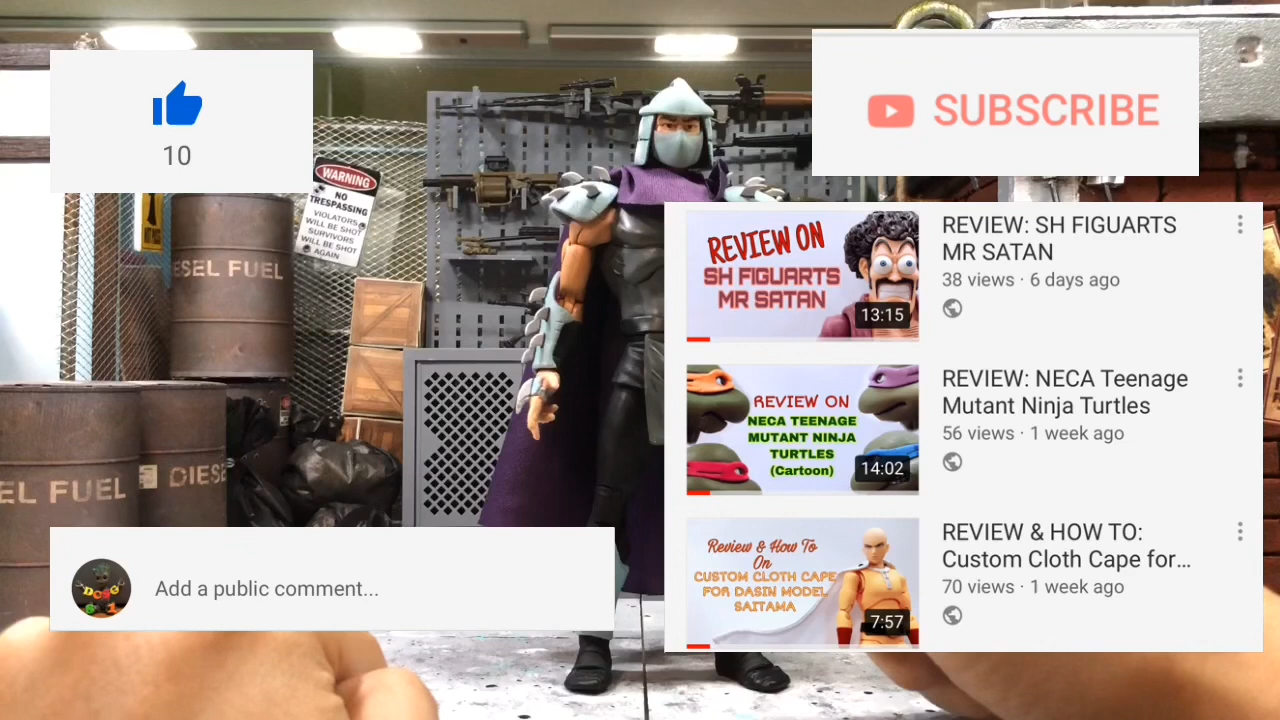 10
SUBSCRIBE
WARNING
NO
TRESPASSING
VIOLATORS
WILL BE SHOT
SURVIVORS
WILL BE SHOT
AGAIN
ESEL FUEL
EL FUEL
DIESE
REVIEW ON
SH FIGUARTS
MR SATAN
13:15
REVIEW: SH FIGUARTS
MR SATAN
38 views · 6 days ago
REVIEW ON
NECA TEENAGE
MUTANT NINJA
TURTLES
(Cartoon)
14:02
REVIEW: NECA Teenage
Mutant Ninja Turtles
56 views · 1 week ago
Review & How To
On
CUSTOM CLOTH CAPE
FOR DASIN MODEL
SAITAMA
7:57
REVIEW & HOW TO:
Custom Cloth Cape for...
70 views · 1 week ago
Add a public comment...